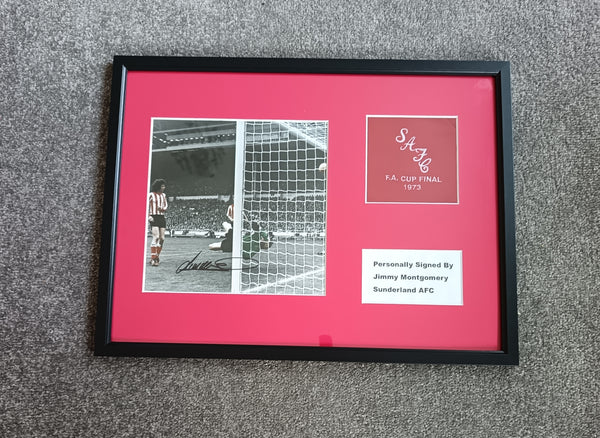 SAFC
F.A. CUP FINAL
1973
Personally Signed By
Jimmy Montgomery
Sunderland AFC